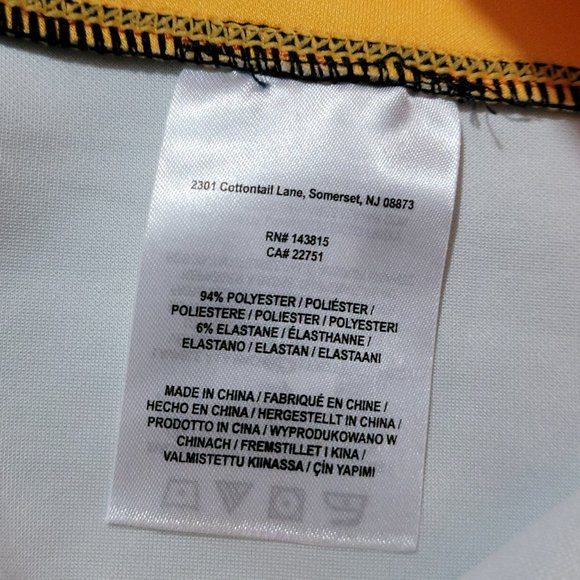 2301 Cottontail Lane, Somerset, NJ 08873
RN# 143815
CA# 22751
94% POLYESTER / POLIÉSTER /
POLIESTERE / POLIESTER / POLYESTERI
6% ELASTANE / ÉLASTHANNE /
ELASTANO / ELASTAN / ELASTAANI
MADE IN CHINA / FABRIQUÉ EN CHINE /
HECHO EN CHINA / HERGESTELLT IN CHINA /
PRODOTTO IN CINA / WYPRODUKOWANO W
CHINACH / FREMSTILLET I KINA /
VALMISTETTU KIINASSA / ÇİN YAPIMI